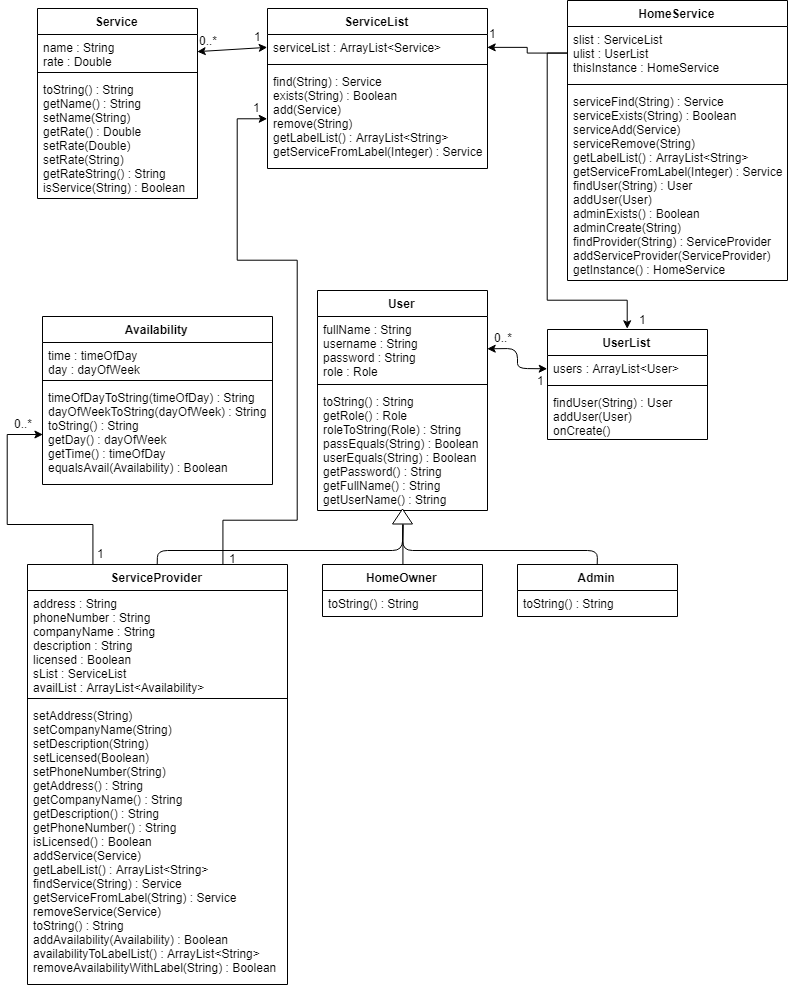 Service
name : String
rate : Double
toString() : String
getName() : String
setName(String)
getRate() : Double
setRate(Double)
setRate(String)
getRateString() : String
isService(String) : Boolean
0..*
1
ServiceList
serviceList : ArrayList<Service>
find(String) : Service
exists(String) : Boolean
add(Service)
remove(String)
getLabelList() : ArrayList<String>
getServiceFromLabel(Integer) : Service
1
1
HomeService
slist : ServiceList
ulist : UserList
thisInstance : HomeService
serviceFind(String) : Service
serviceExists(String) : Boolean
serviceAdd(Service)
serviceRemove(String)
getLabelList() : ArrayList<String>
getServiceFromLabel(Integer) : Service
findUser(String) : User
addUser(User)
adminExists() : Boolean
adminCreate(String)
findProvider(String) : ServiceProvider
addServiceProvider(ServiceProvider)
getInstance() : HomeService
Availability
time : timeOfDay
day : dayOfWeek
timeOfDayToString(timeOfDay) : String
dayOfWeekToString(dayOfWeek) : String
toString() : String
getDay() : dayOfWeek
getTime() : timeOfDay
equalsAvail(Availability) : Boolean
0..*
User
fullName : String
username : String
password : String
role : Role
toString() : String
getRole() : Role
roleToString(Role) : String
passEquals(String) : Boolean
userEquals(String) : Boolean
getPassword() : String
getFullName() : String
getUserName() : String
0..*
1
1
UserList
users : ArrayList<User>
findUser(String) : User
addUser(User)
onCreate()
1
1
ServiceProvider
address : String
phoneNumber : String
companyName : String
description : String
licensed : Boolean
sList : ServiceList
availList : ArrayList<Availability>
setAddress(String)
setCompanyName(String)
setDescription(String)
setLicensed(Boolean)
setPhoneNumber(String)
getAddress() : String
getCompanyName() : String
getDescription() : String
getPhoneNumber() : String
isLicensed() : Boolean
addService(Service)
getLabelList() : ArrayList<String>
findService(String) : Service
getServiceFromLabel(String) : Service
removeService(Service)
toString() : String
addAvailability(Availability) : Boolean
availabilityToLabelList() : ArrayList<String>
removeAvailabilityWithLabel(String) : Boolean
HomeOwner
toString() : String
Admin
toString() : String